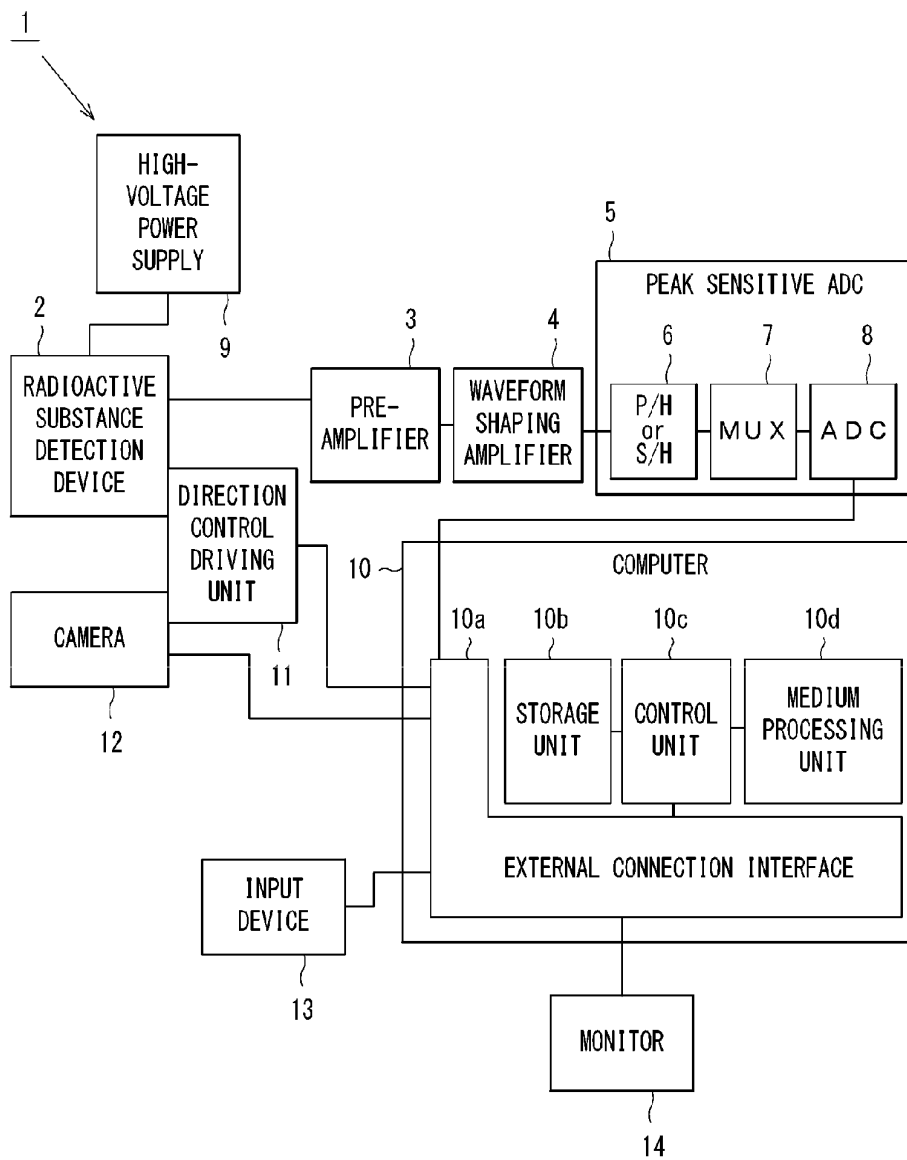 1
HIGH-
VOLTAGE
POWER
SUPPLY
9
2
RADIOACTIVE
SUBSTANCE
DETECTION
DEVICE
3
PRE-
AMPLIFIER
4
WAVEFORM
SHAPING
AMPLIFIER
5
PEAK SENSITIVE ADC
6
P/H
or
S/H
7
MUX
8
ADC
DIRECTION
CONTROL
DRIVING
UNIT
11
CAMERA
12
10
COMPUTER
10a
10b
10c
10d
STORAGE
UNIT
CONTROL
UNIT
MEDIUM
PROCESSING
UNIT
EXTERNAL CONNECTION INTERFACE
INPUT
DEVICE
13
MONITOR
14